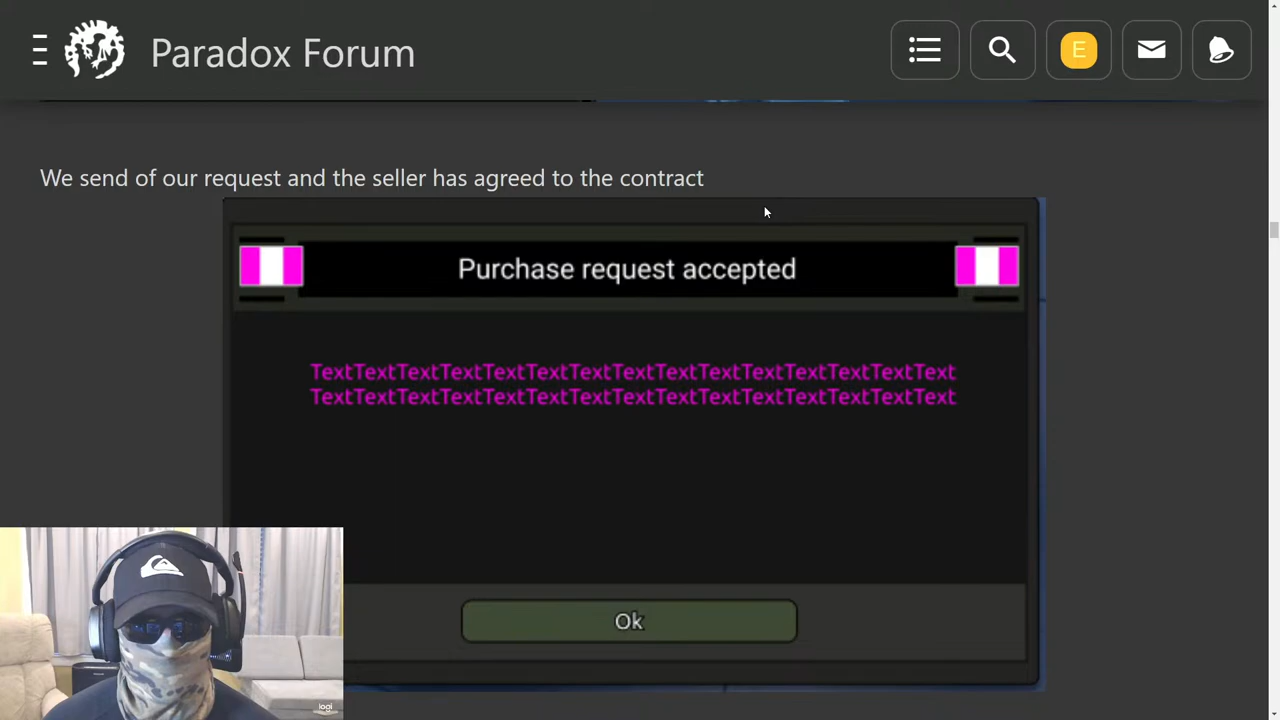 Paradox Forum
E
We send of our request and the seller has agreed to the contract
Purchase request accepted
TextTextTextTextTextTextTextTextTextTextTextTextTextTextText
TextTextTextTextTextTextTextTextTextTextTextTextTextTextText
Ok
logi